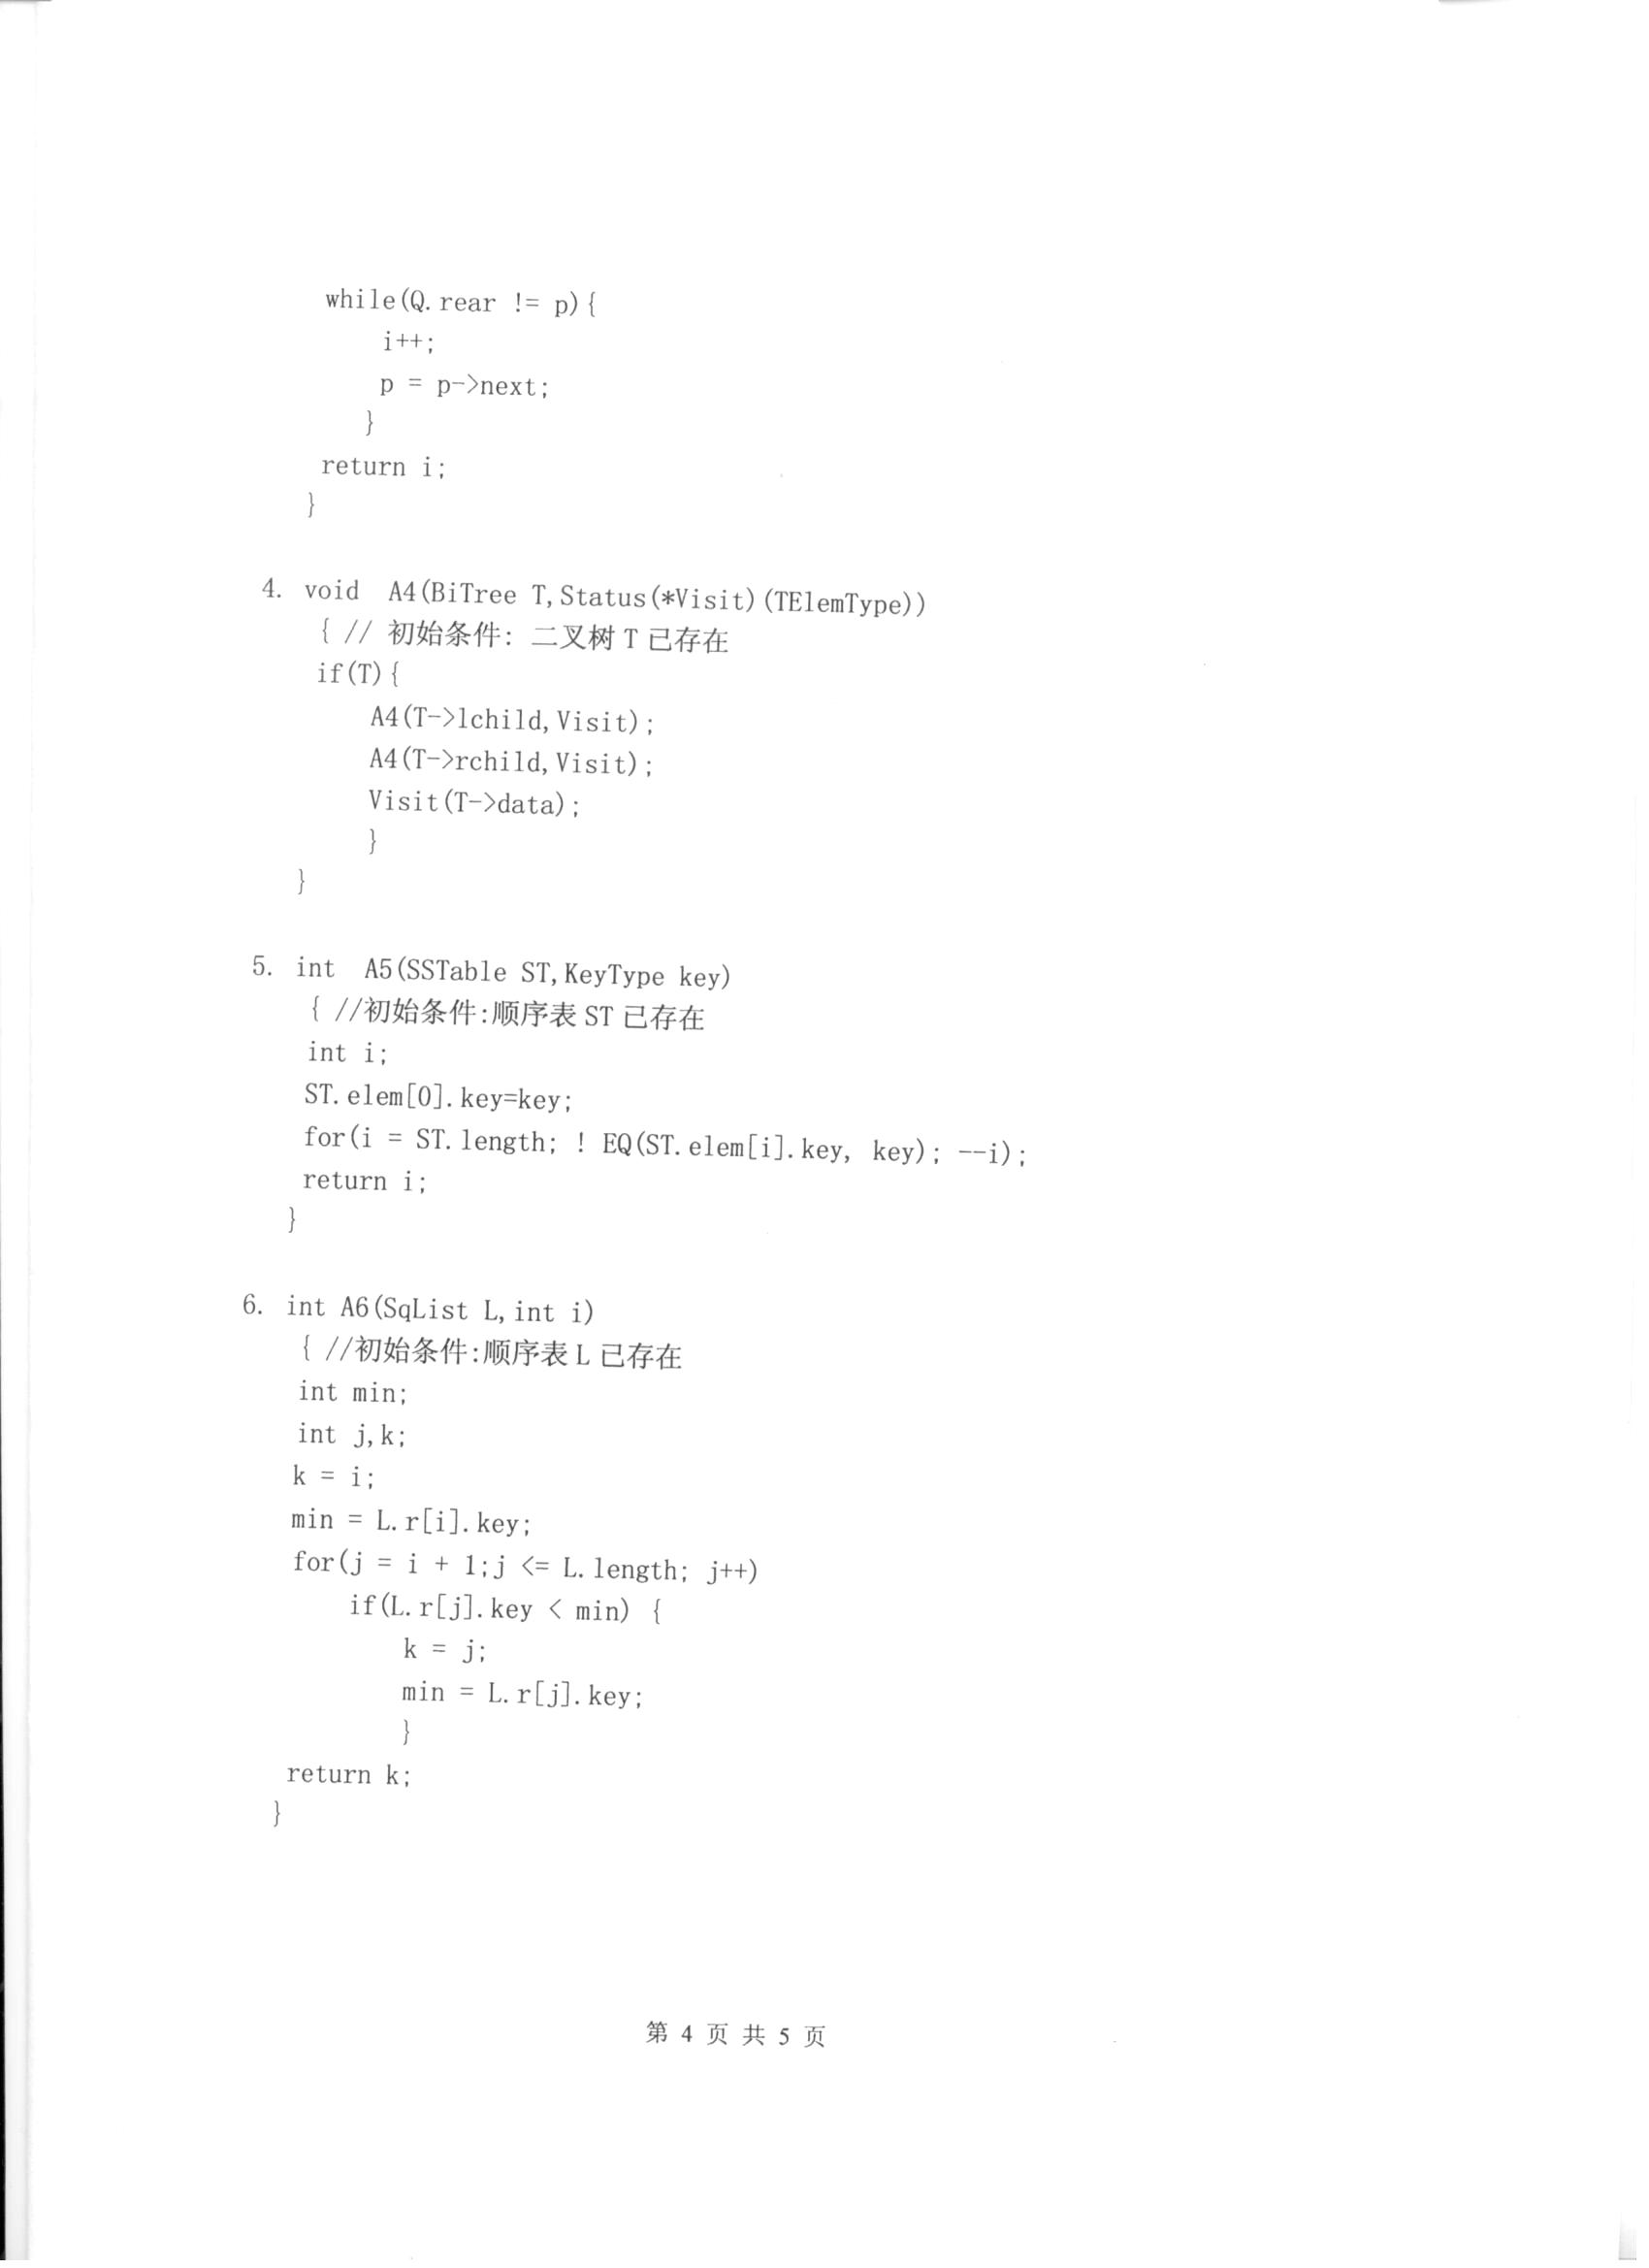 while(Q.rear != p){
i++;
p = p->next;
}
return i;
}
4. void A4(BiTree T,Status(*Visit)(TElemType))
{ // 初始条件: 二叉树 T 已存在
if(T){
A4(T->lchild,Visit);
A4(T->rchild,Visit);
Visit(T->data);
}
}
5. int A5(SSTable ST,KeyType key)
{ //初始条件:顺序表 ST 已存在
int i;
ST.elem[0].key=key;
for(i = ST.length; ! EQ(ST.elem[i].key, key); --i);
return i;
}
6. int A6(SqList L,int i)
{ //初始条件:顺序表 L 已存在
int min;
int j,k;
k = i;
min = L.r[i].key;
for(j = i + 1;j <= L.length; j++)
if(L.r[j].key < min) {
k = j;
min = L.r[j].key;
}
return k;
}
第 4 页 共 5 页